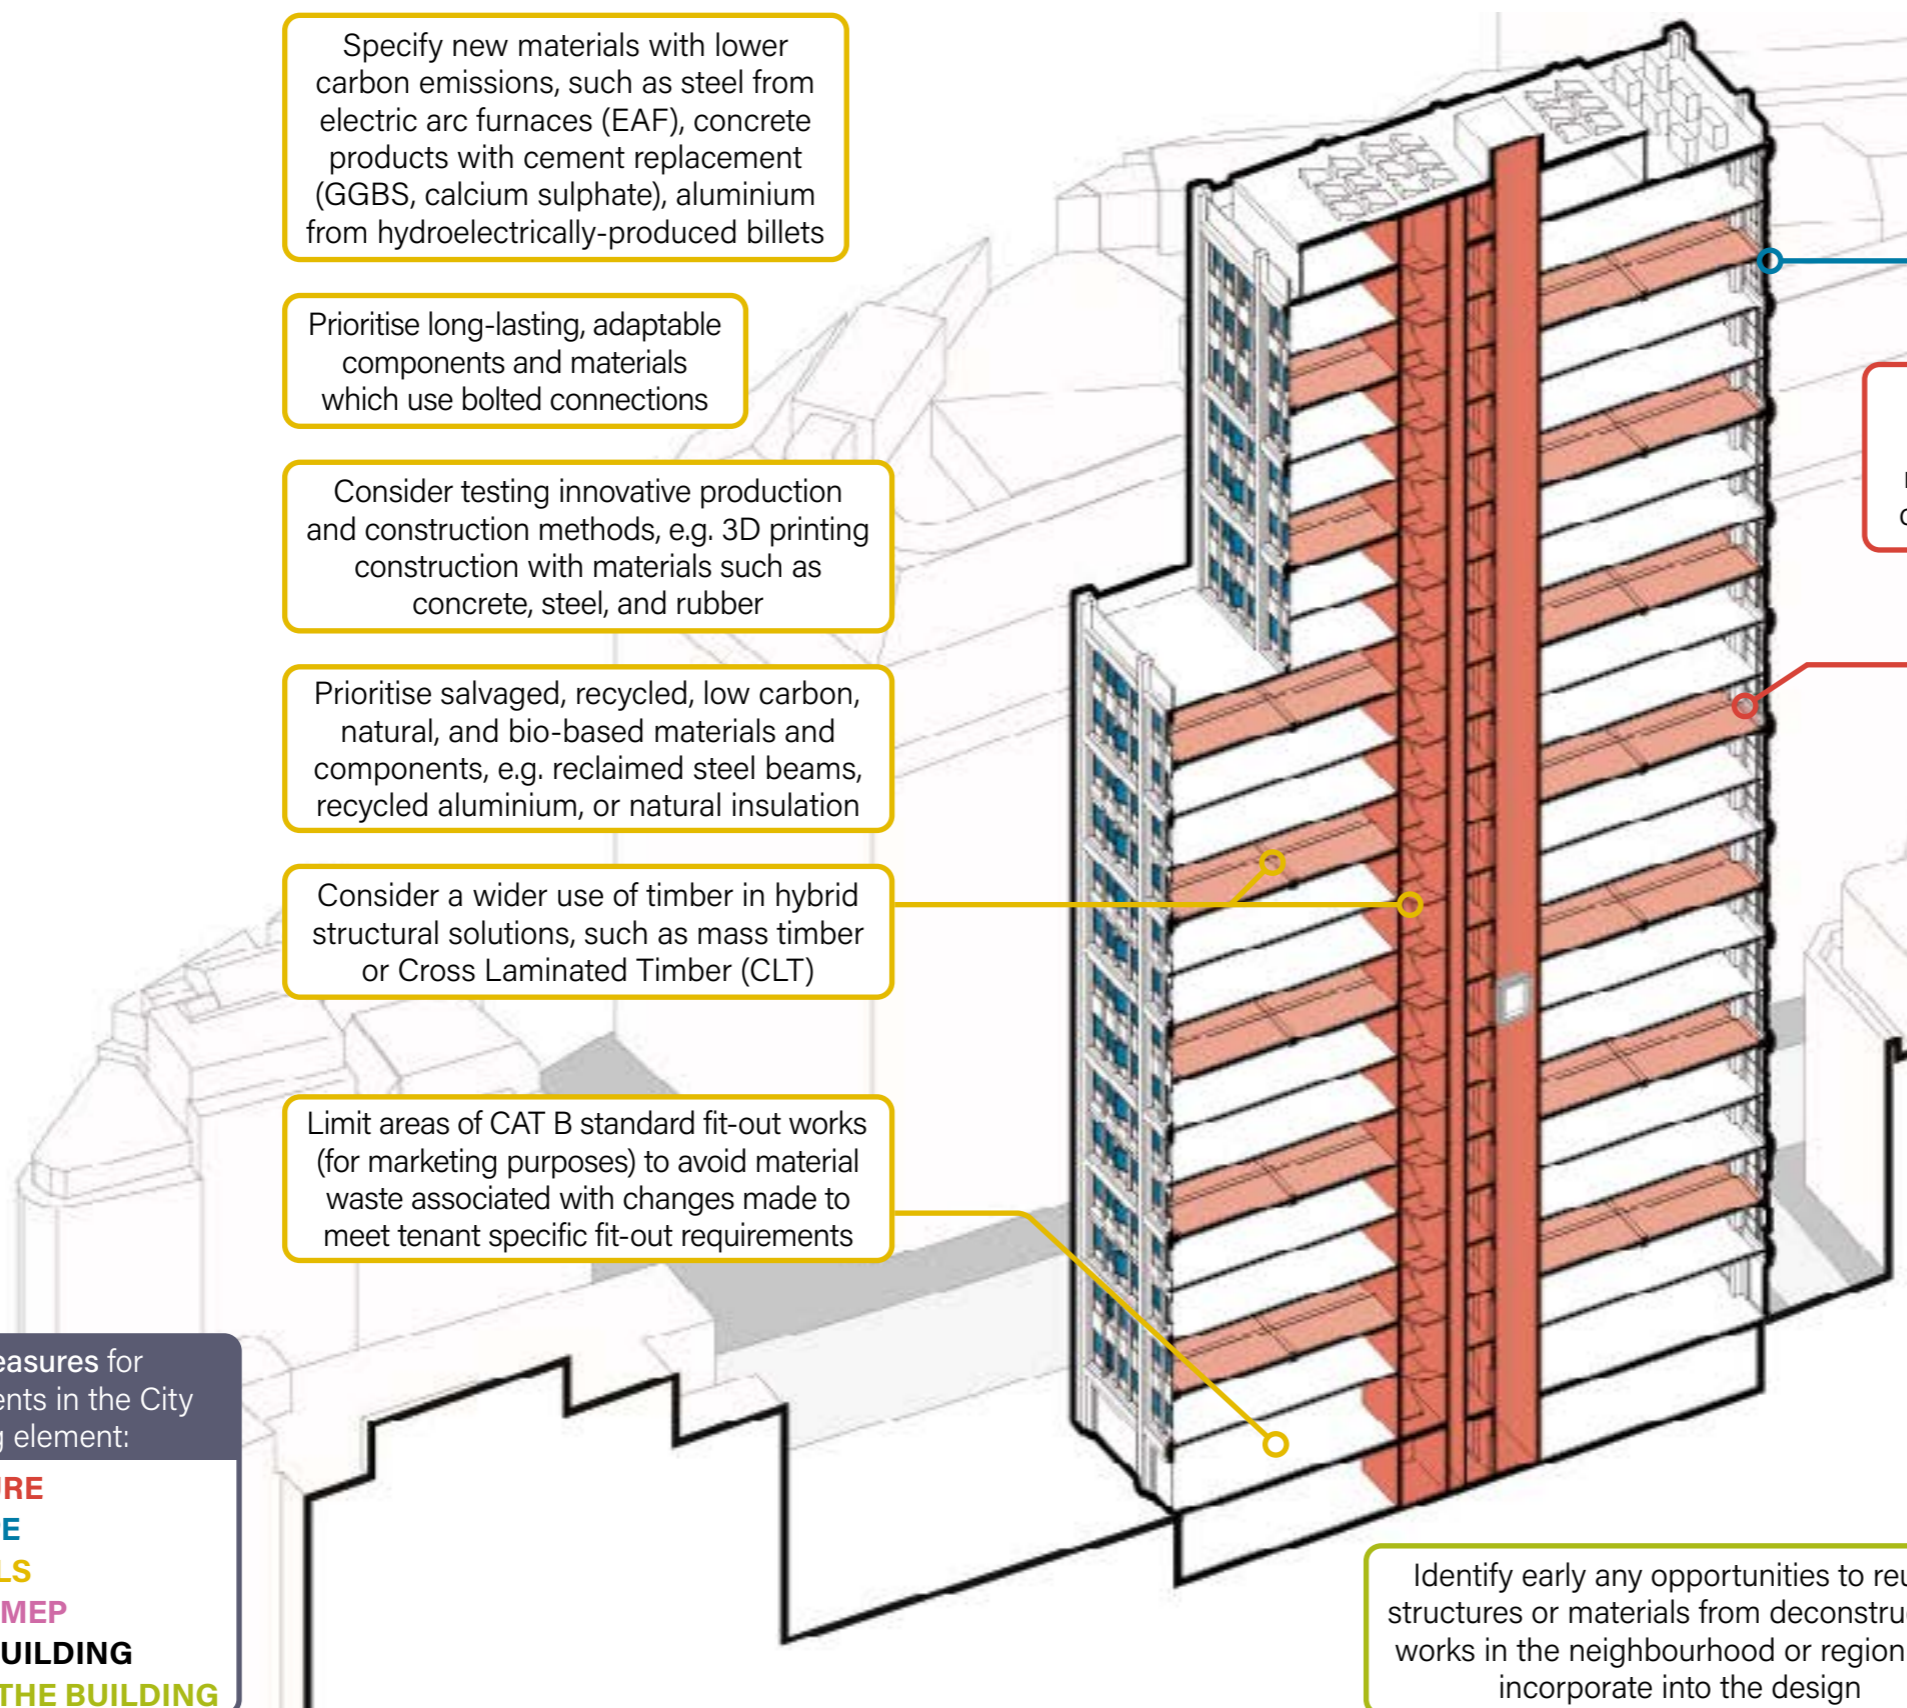 Specify new materials with lower
carbon emissions, such as steel from
electric arc furnaces (EAF), concrete
products with cement replacement
(GGBS, calcium sulphate), aluminium
from hydroelectrically-produced billets
Prioritise long-lasting, adaptable
components and materials
which use bolted connections
Consider testing innovative production
and construction methods, e.g. 3D printing
construction with materials such as
concrete, steel, and rubber
Prioritise salvaged, recycled, low carbon,
natural, and bio-based materials and
components, e.g. reclaimed steel beams,
recycled aluminium, or natural insulation
Consider a wider use of timber in hybrid
structural solutions, such as mass timber
or Cross Laminated Timber (CLT)
Limit areas of CAT B standard fit-out works
(for marketing purposes) to avoid material
waste associated with changes made to
meet tenant specific fit-out requirements
easures for
ents in the City
g element:
URE
PE
LS
MEP
UILDING
THE BUILDING
Identify early any opportunities to reu
structures or materials from deconstru
works in the neighbourhood or region
incorporate into the design